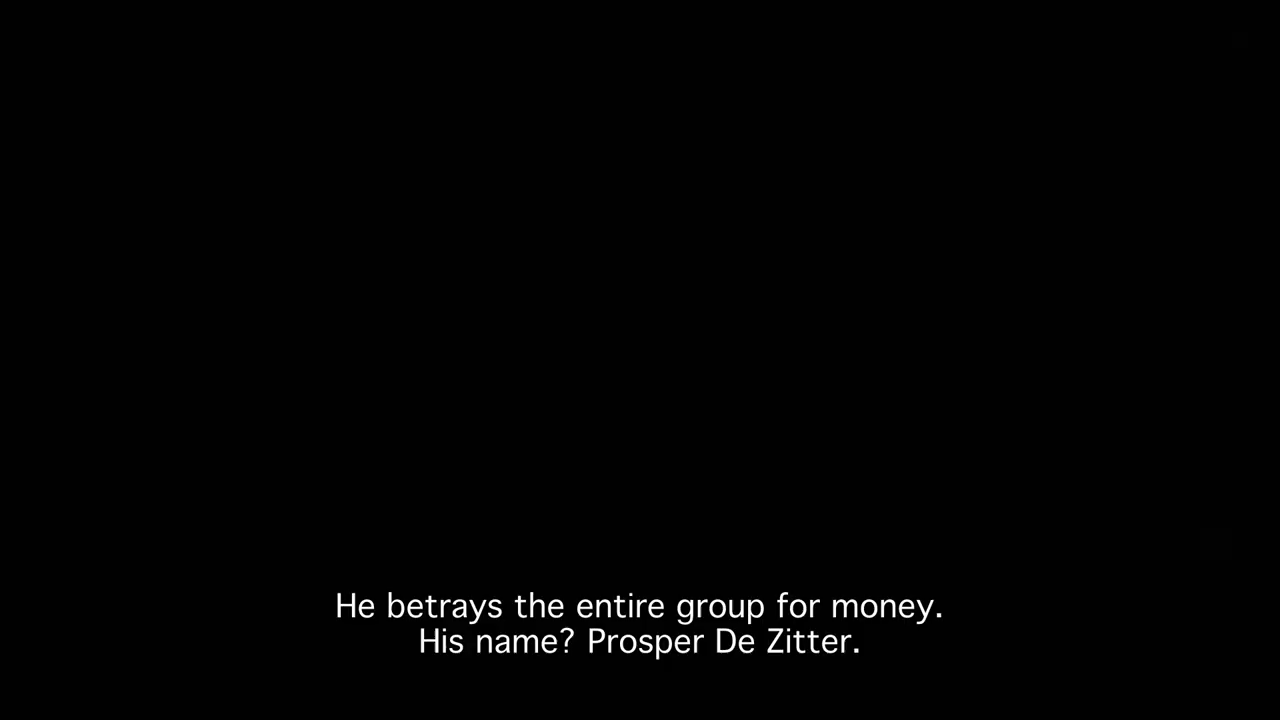 He betrays the entire group for money.
His name? Prosper De Zitter.